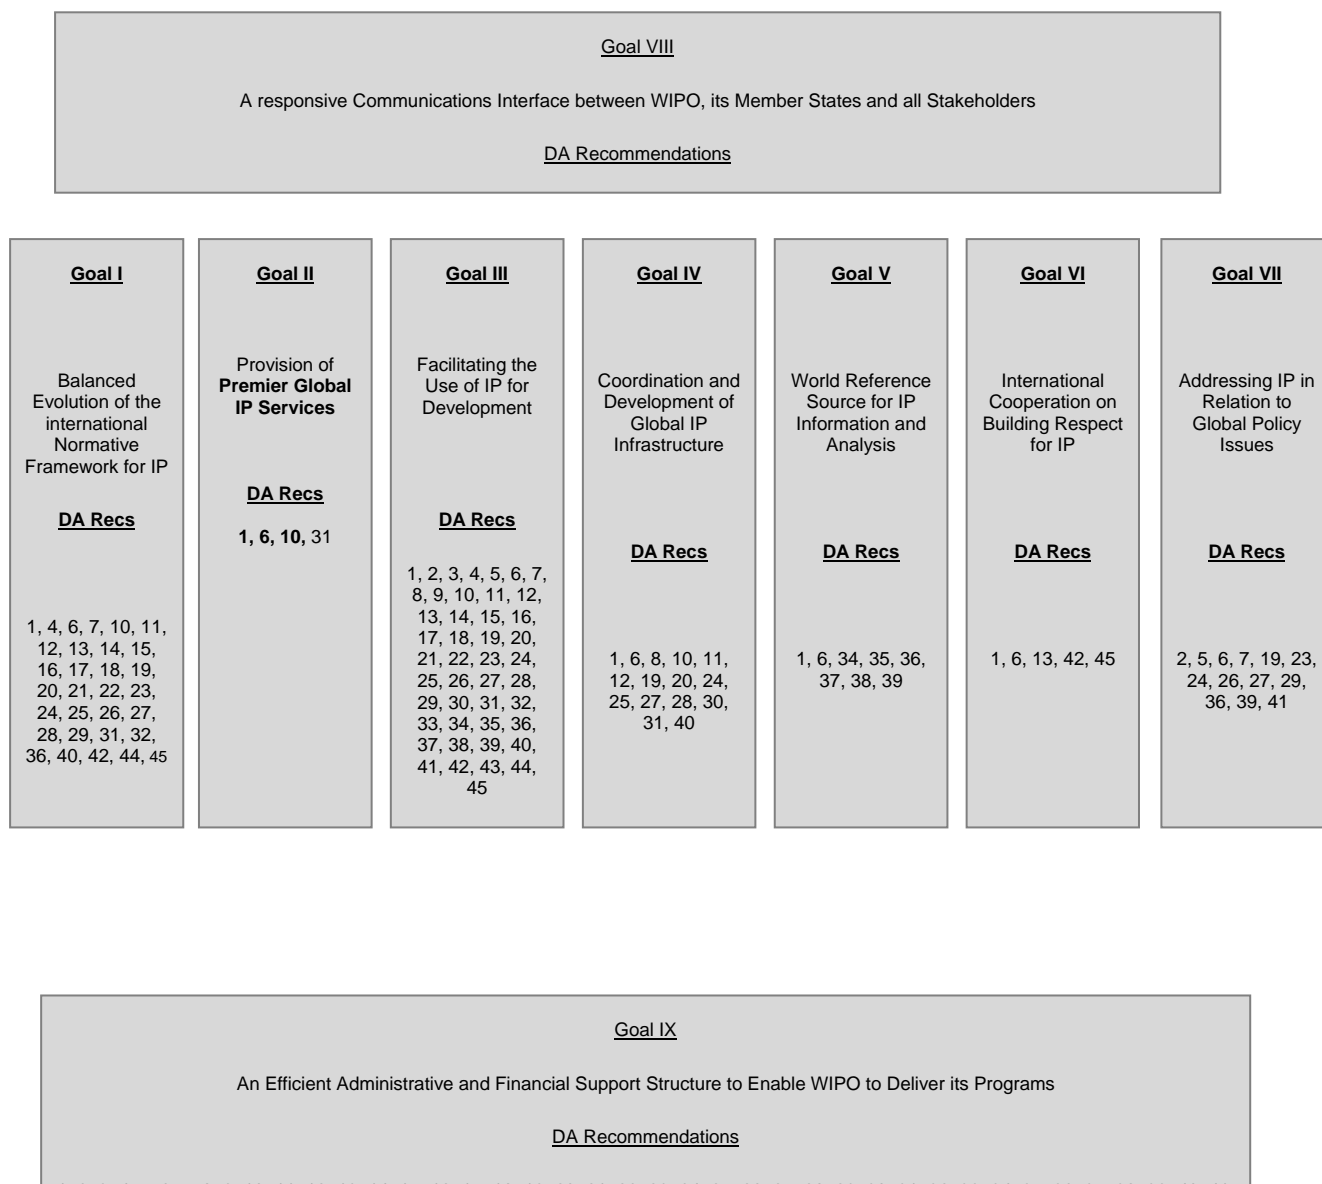 Goal VIII
A responsive Communications Interface between WIPO, its Member States and all Stakeholders
DA Recommendations
Goal I
Balanced
Evolution of the
international
Normative
Framework for IP
DA Recs
1, 4, 6, 7, 10, 11,
12, 13, 14, 15,
16, 17, 18, 19,
20, 21, 22, 23,
24, 25, 26, 27,
28, 29, 31, 32,
36, 40, 42, 44, 45
Goal II
Provision of
Premier Global
IP Services
DA Recs
1, 6, 10, 31
Goal III
Facilitating the
Use of IP for
Development
DA Recs
1, 2, 3, 4, 5, 6, 7,
8, 9, 10, 11, 12,
13, 14, 15, 16,
17, 18, 19, 20,
21, 22, 23, 24,
25, 26, 27, 28,
29, 30, 31, 32,
33, 34, 35, 36,
37, 38, 39, 40,
41, 42, 43, 44,
45
Goal IV
Coordination and
Development of
Global IP
Infrastructure
DA Recs
1, 6, 8, 10, 11,
12, 19, 20, 24,
25, 27, 28, 30,
31, 40
Goal V
World Reference
Source for IP
Information and
Analysis
DA Recs
1, 6, 34, 35, 36,
37, 38, 39
Goal VI
International
Cooperation on
Building Respect
for IP
DA Recs
1, 6, 13, 42, 45
Goal VII
Addressing IP in
Relation to
Global Policy
Issues
DA Recs
2, 5, 6, 7, 19, 23,
24, 26, 27, 29,
36, 39, 41
Goal IX
An Efficient Administrative and Financial Support Structure to Enable WIPO to Deliver its Programs
DA Recommendations